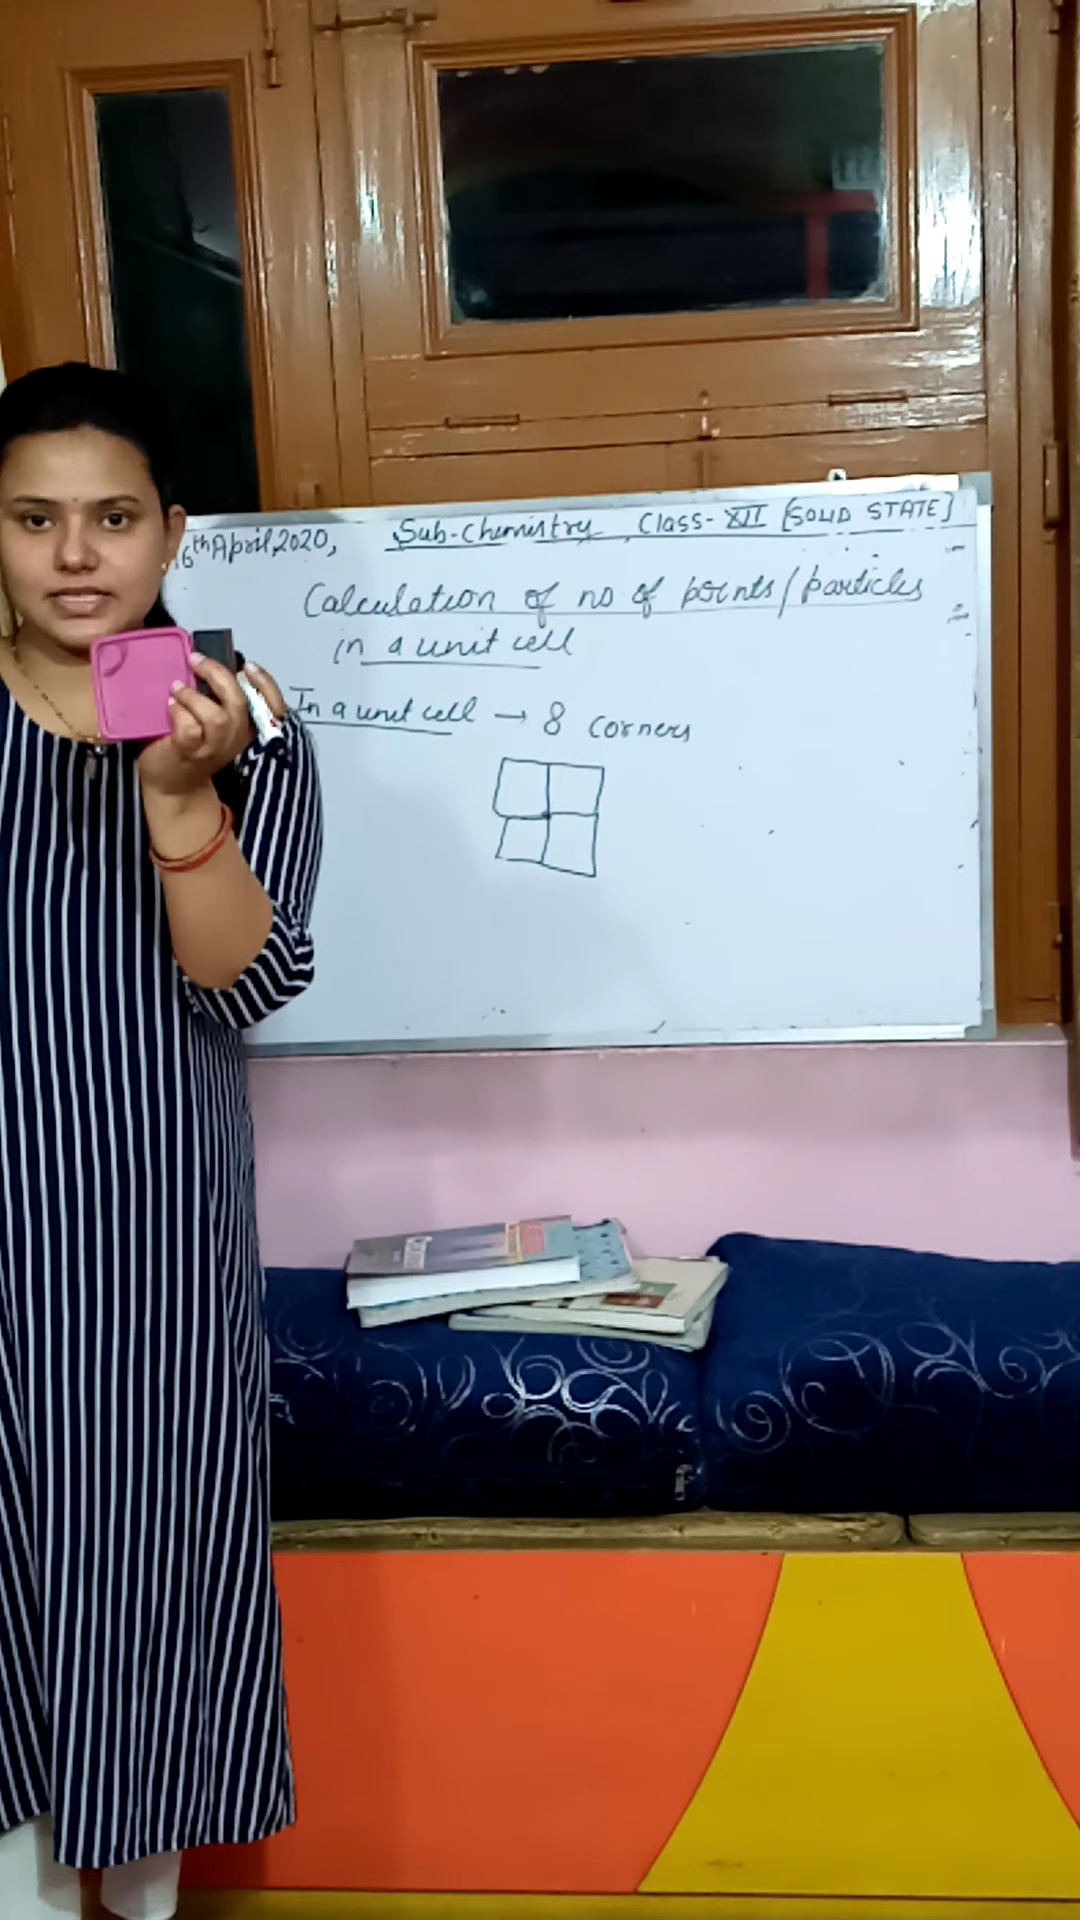 16th April, 2020, Sub-Chemistry Class-XII [SOLID STATE]
Calculation of no of points/particles
in a unit cell
In a unit cell → 8 corners